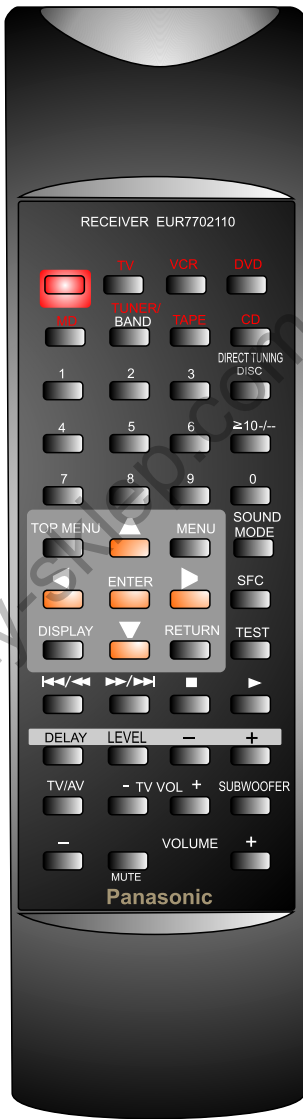 RECEIVER EUR7702110
TV VCR DVD
TUNER/
MD BAND TAPE CD
DIRECT TUNING
1 2 3 DISC
4 5 6 ≥10-/--
7 8 9 0
TOP MENU MENU SOUND
MODE
ENTER SFC
DISPLAY RETURN TEST
DELAY LEVEL − +
TV/AV - TV VOL + SUBWOOFER
− VOLUME +
MUTE
Panasonic